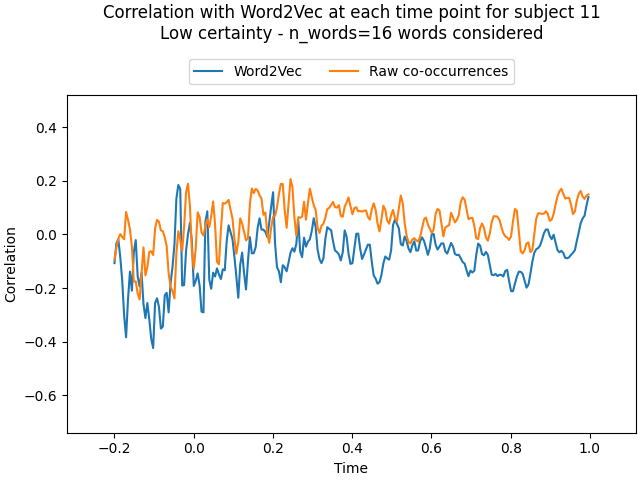 Correlation with Word2Vec at each time point for subject 11
Low certainty - n_words=16 words considered
Word2Vec
Raw co-occurrences
Correlation
0.4
0.2
0.0
−0.2
−0.4
−0.6
−0.2
0.0
0.2
0.4
0.6
0.8
1.0
Time